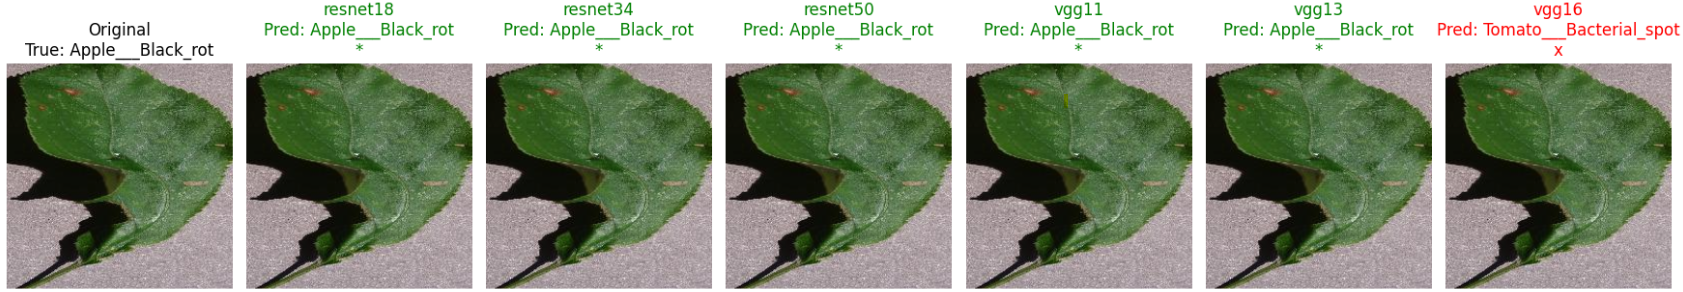 Original
True: Apple___Black_rot
resnet18
Pred: Apple___Black_rot
*
resnet34
Pred: Apple___Black_rot
*
resnet50
Pred: Apple___Black_rot
*
vgg11
Pred: Apple___Black_rot
*
vgg13
Pred: Apple___Black_rot
*
vgg16
Pred: Tomato___Bacterial_spot
x